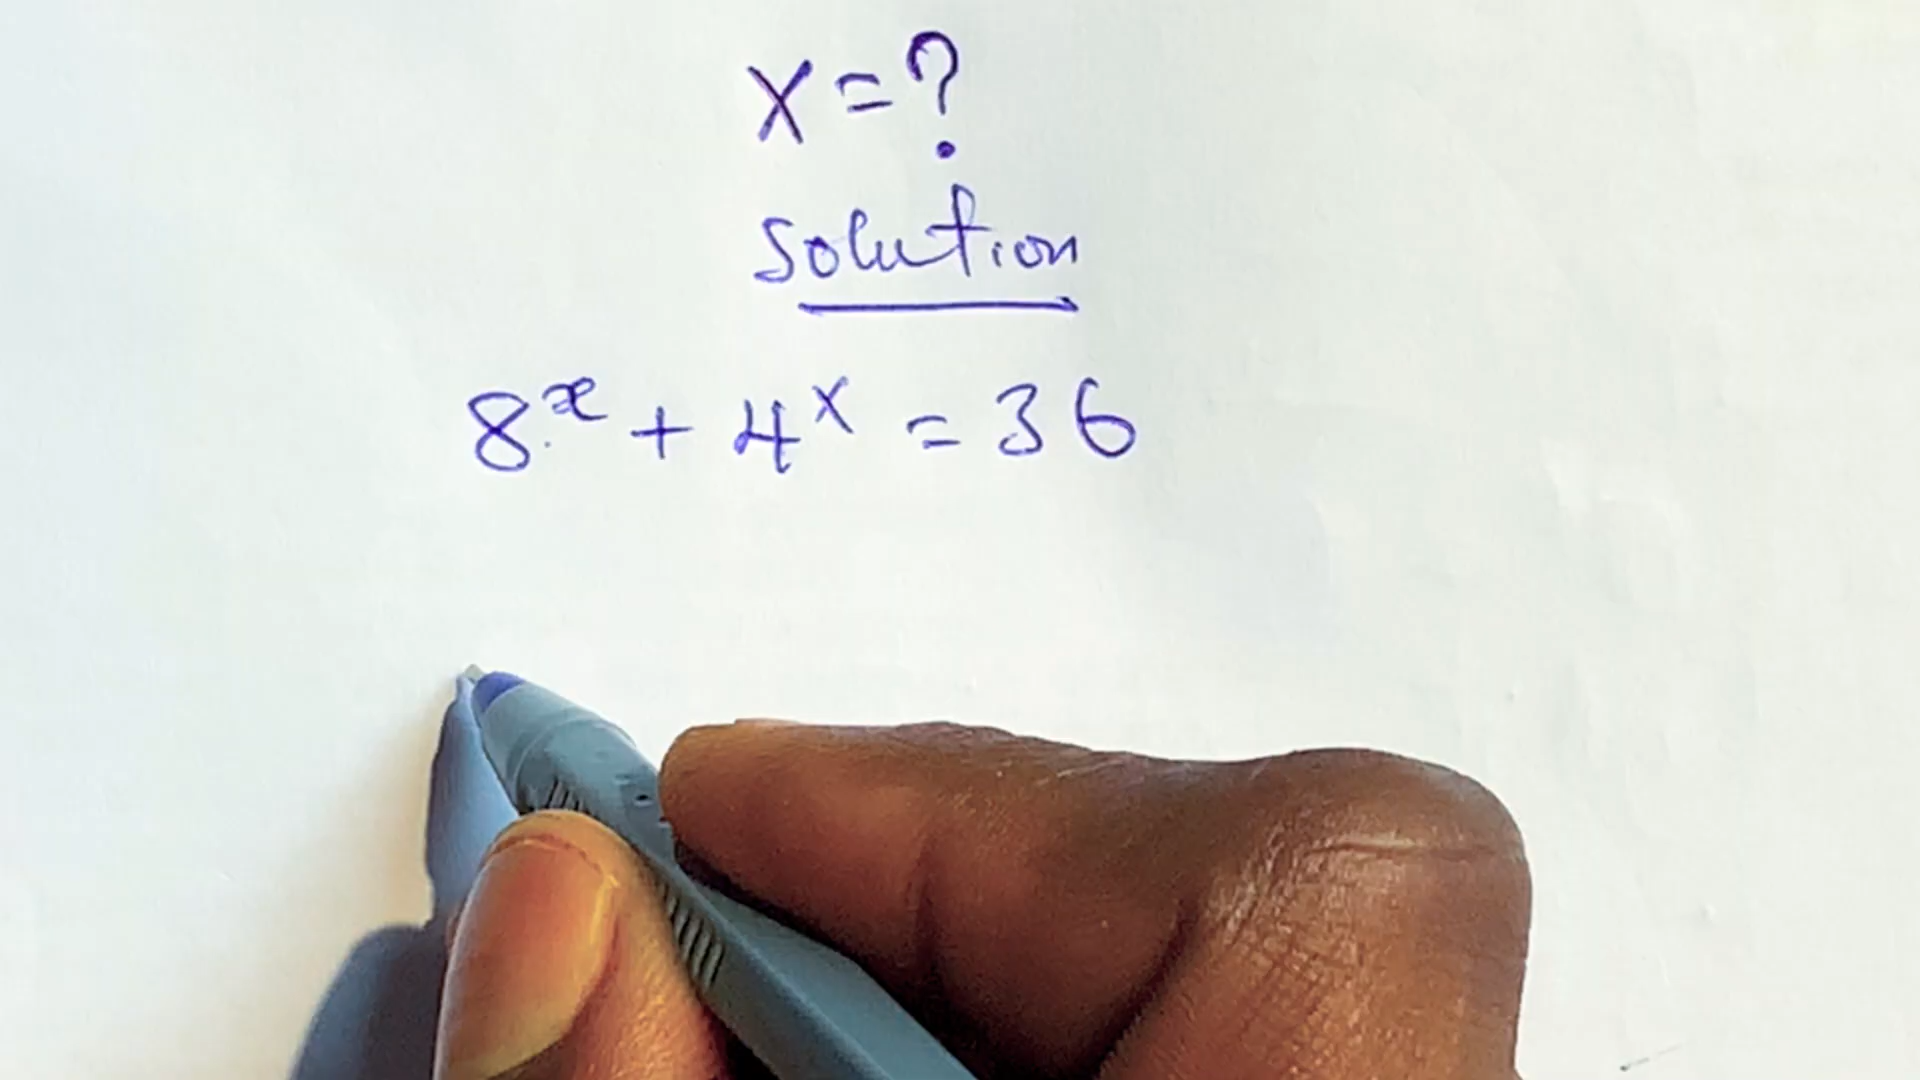 x = ?
Solution
8^x + 4^x = 36